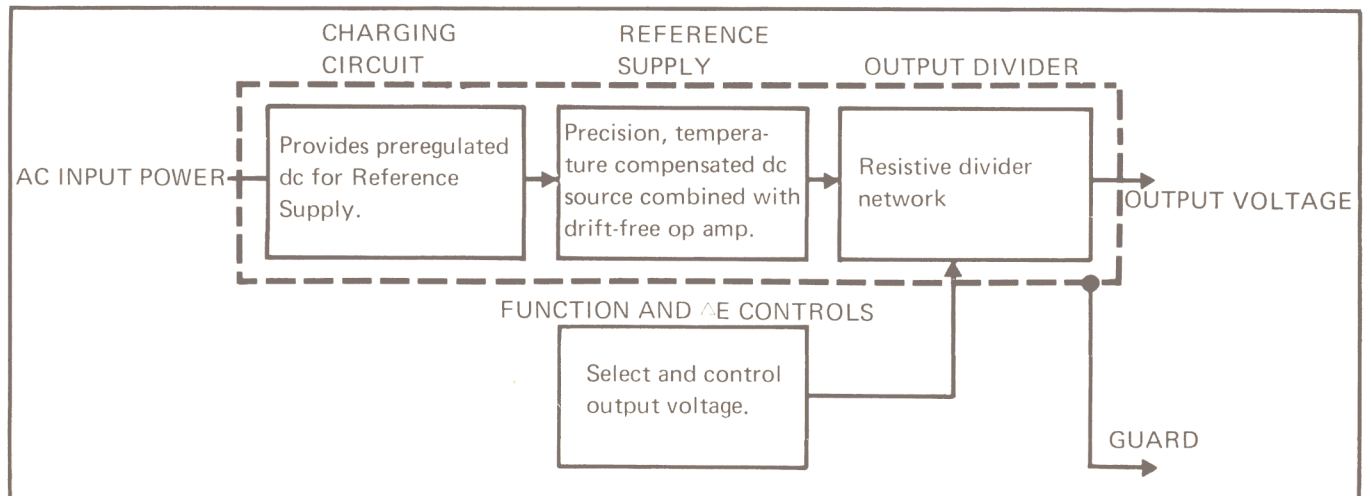 CHARGING
CIRCUIT
REFERENCE
SUPPLY
OUTPUT DIVIDER
AC INPUT POWER
Provides preregulated
dc for Reference
Supply.
Precision, tempera-
ture compensated dc
source combined with
drift-free op amp.
Resistive divider
network
OUTPUT VOLTAGE
FUNCTION AND △E CONTROLS
Select and control
output voltage.
GUARD